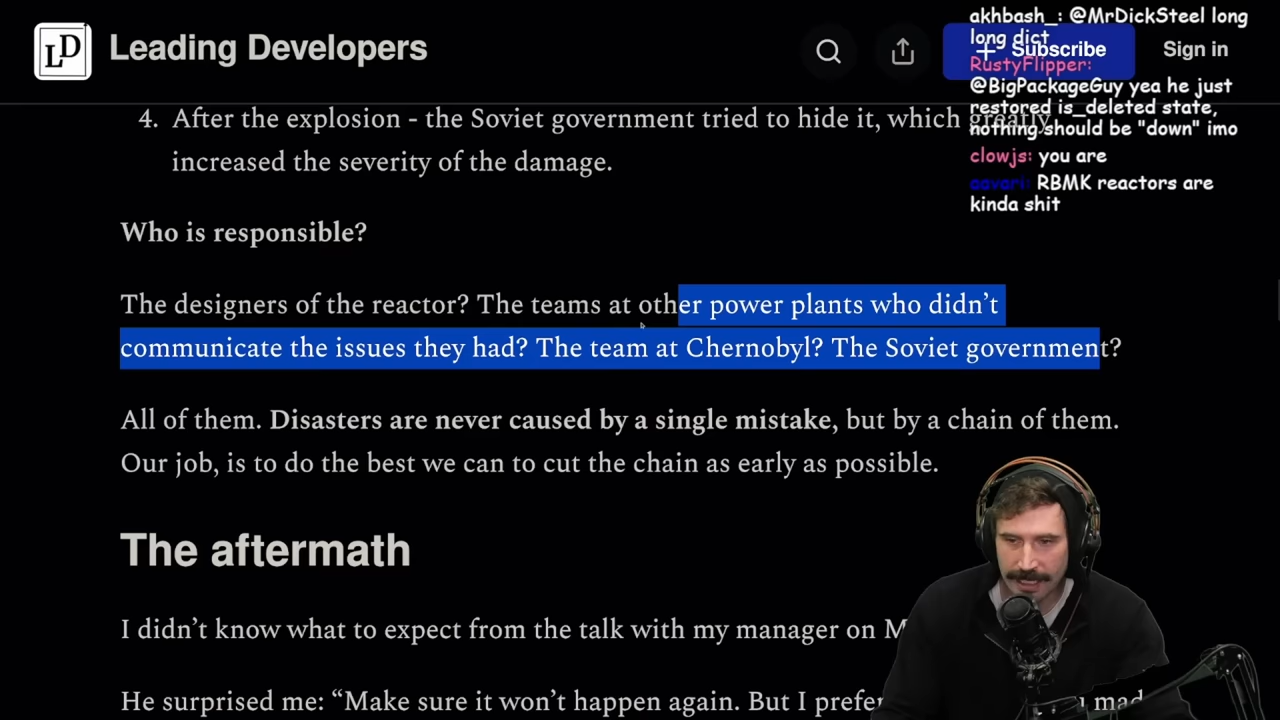 LD
Leading Developers
Subscribe
Sign in
akhbash_: @MrDickSteel long
long dict
RustyFlipper:
@BigPackageGuy yea he just
restored is_deleted state,
nothing should be "down" imo
clowjs: you are
RBMK reactors are
kinda shit
4. After the explosion - the Soviet government tried to hide it, which greatly
increased the severity of the damage.
Who is responsible?
The designers of the reactor? The teams at other power plants who didn’t
communicate the issues they had? The team at Chernobyl? The Soviet government?
All of them. Disasters are never caused by a single mistake, but by a chain of them.
Our job, is to do the best we can to cut the chain as early as possible.
The aftermath
I didn’t know what to expect from the talk with my manager on
He surprised me: “Make sure it won’t happen again. But I mad